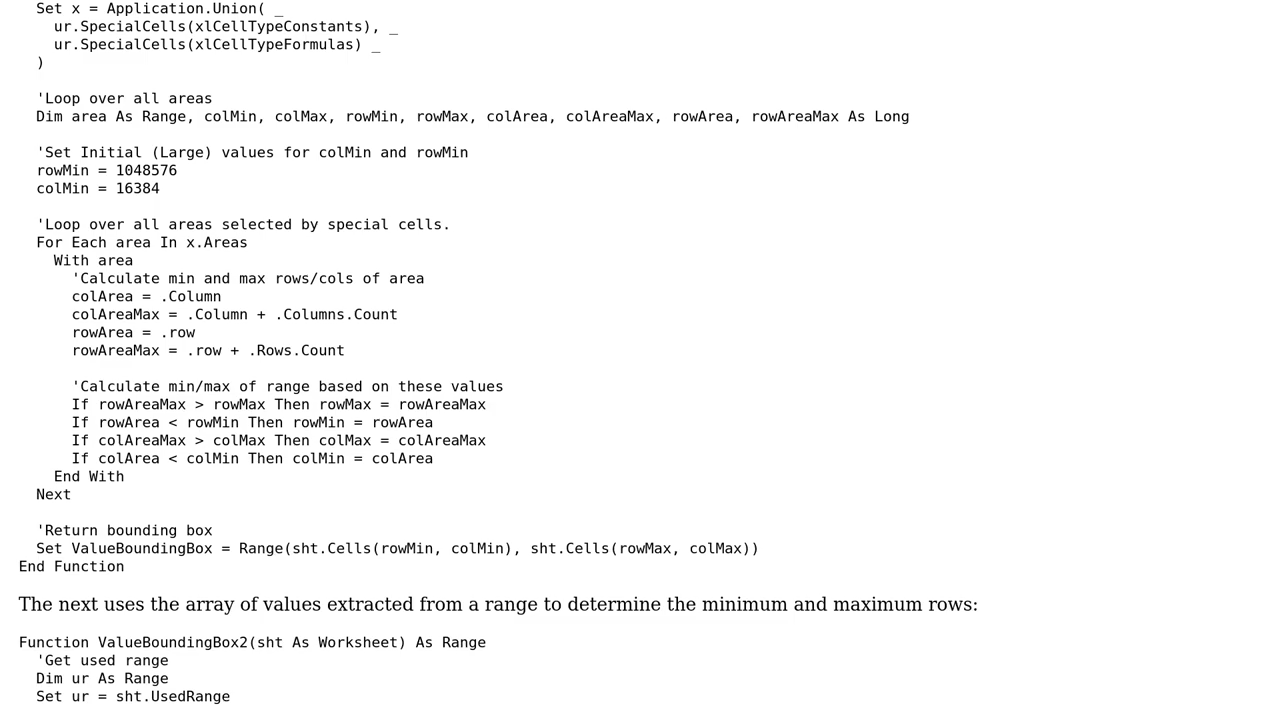 Set x = Application.Union( _
ur.SpecialCells(xlCellTypeConstants), _
ur.SpecialCells(xlCellTypeFormulas) _
)
'Loop over all areas
Dim area As Range, colMin, colMax, rowMin, rowMax, colArea, colAreaMax, rowArea, rowAreaMax As Long
'Set Initial (Large) values for colMin and rowMin
rowMin = 1048576
colMin = 16384
'Loop over all areas selected by special cells.
For Each area In x.Areas
With area
'Calculate min and max rows/cols of area
colArea = .Column
colAreaMax = .Column + .Columns.Count
rowArea = .row
rowAreaMax = .row + .Rows.Count
'Calculate min/max of range based on these values
If rowAreaMax > rowMax Then rowMax = rowAreaMax
If rowArea < rowMin Then rowMin = rowArea
If colAreaMax > colMax Then colMax = colAreaMax
If colArea < colMin Then colMin = colArea
End With
Next
'Return bounding box
Set ValueBoundingBox = Range(sht.Cells(rowMin, colMin), sht.Cells(rowMax, colMax))
End Function
The next uses the array of values extracted from a range to determine the minimum and maximum rows:
Function ValueBoundingBox2(sht As Worksheet) As Range
'Get used range
Dim ur As Range
Set ur = sht.UsedRange